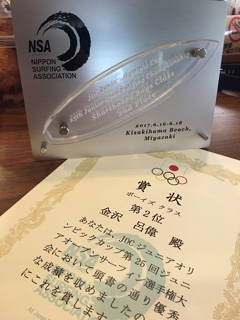 NSA
NIPPON
SURFING
ASSOCIATION
Class
2nd Place
2017.6.16-6.18
Kisakihama Beach,
Miyazaki
賞状
ボーイズ クラス
第2位
金沢 呂偉 殿
あなたは JOCジュニアオリ
ンピックカップ第25回ジュニ
アオープンサーフィン選手権大
会において頭書の通り優秀
な成績を収めましたの
にこれを賞します